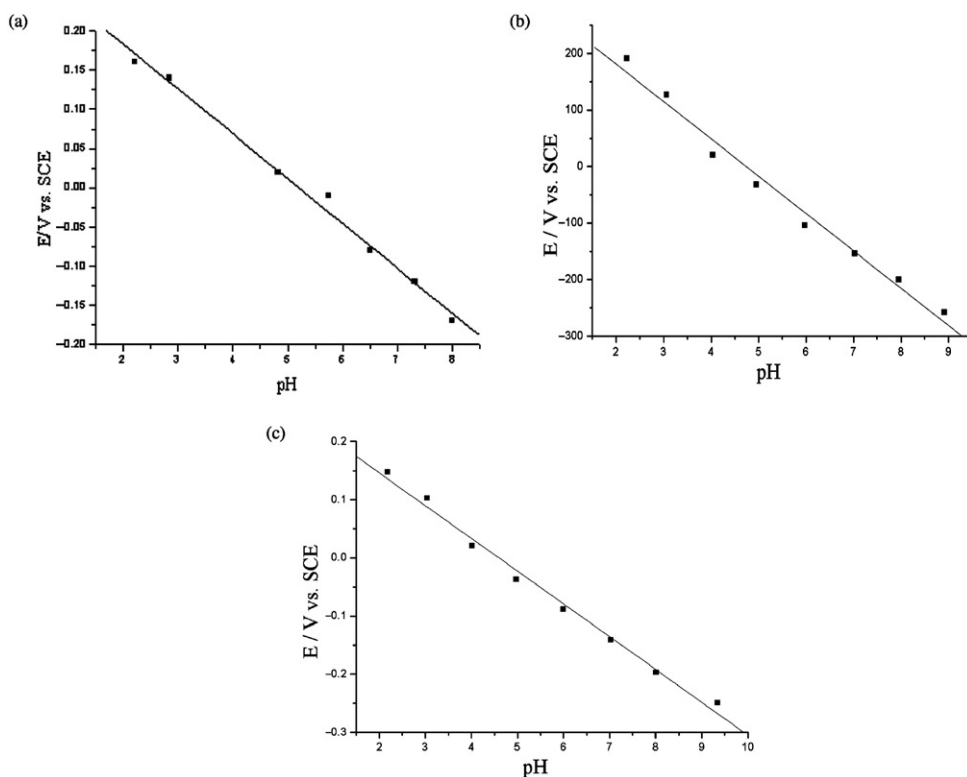 (a)
0.20
0.15
0.10
0.05
0.00
−0.05
−0.10
−0.15
−0.20
E/V vs. SCE
2 3 4 5 6 7 8
pH
(b)
200
100
0
−100
−200
−300
E / V vs. SCE
2 3 4 5 6 7 8 9
pH
(c)
0.2
0.1
0.0
−0.1
−0.2
−0.3
E / V vs. SCE
2 3 4 5 6 7 8 9 10
pH